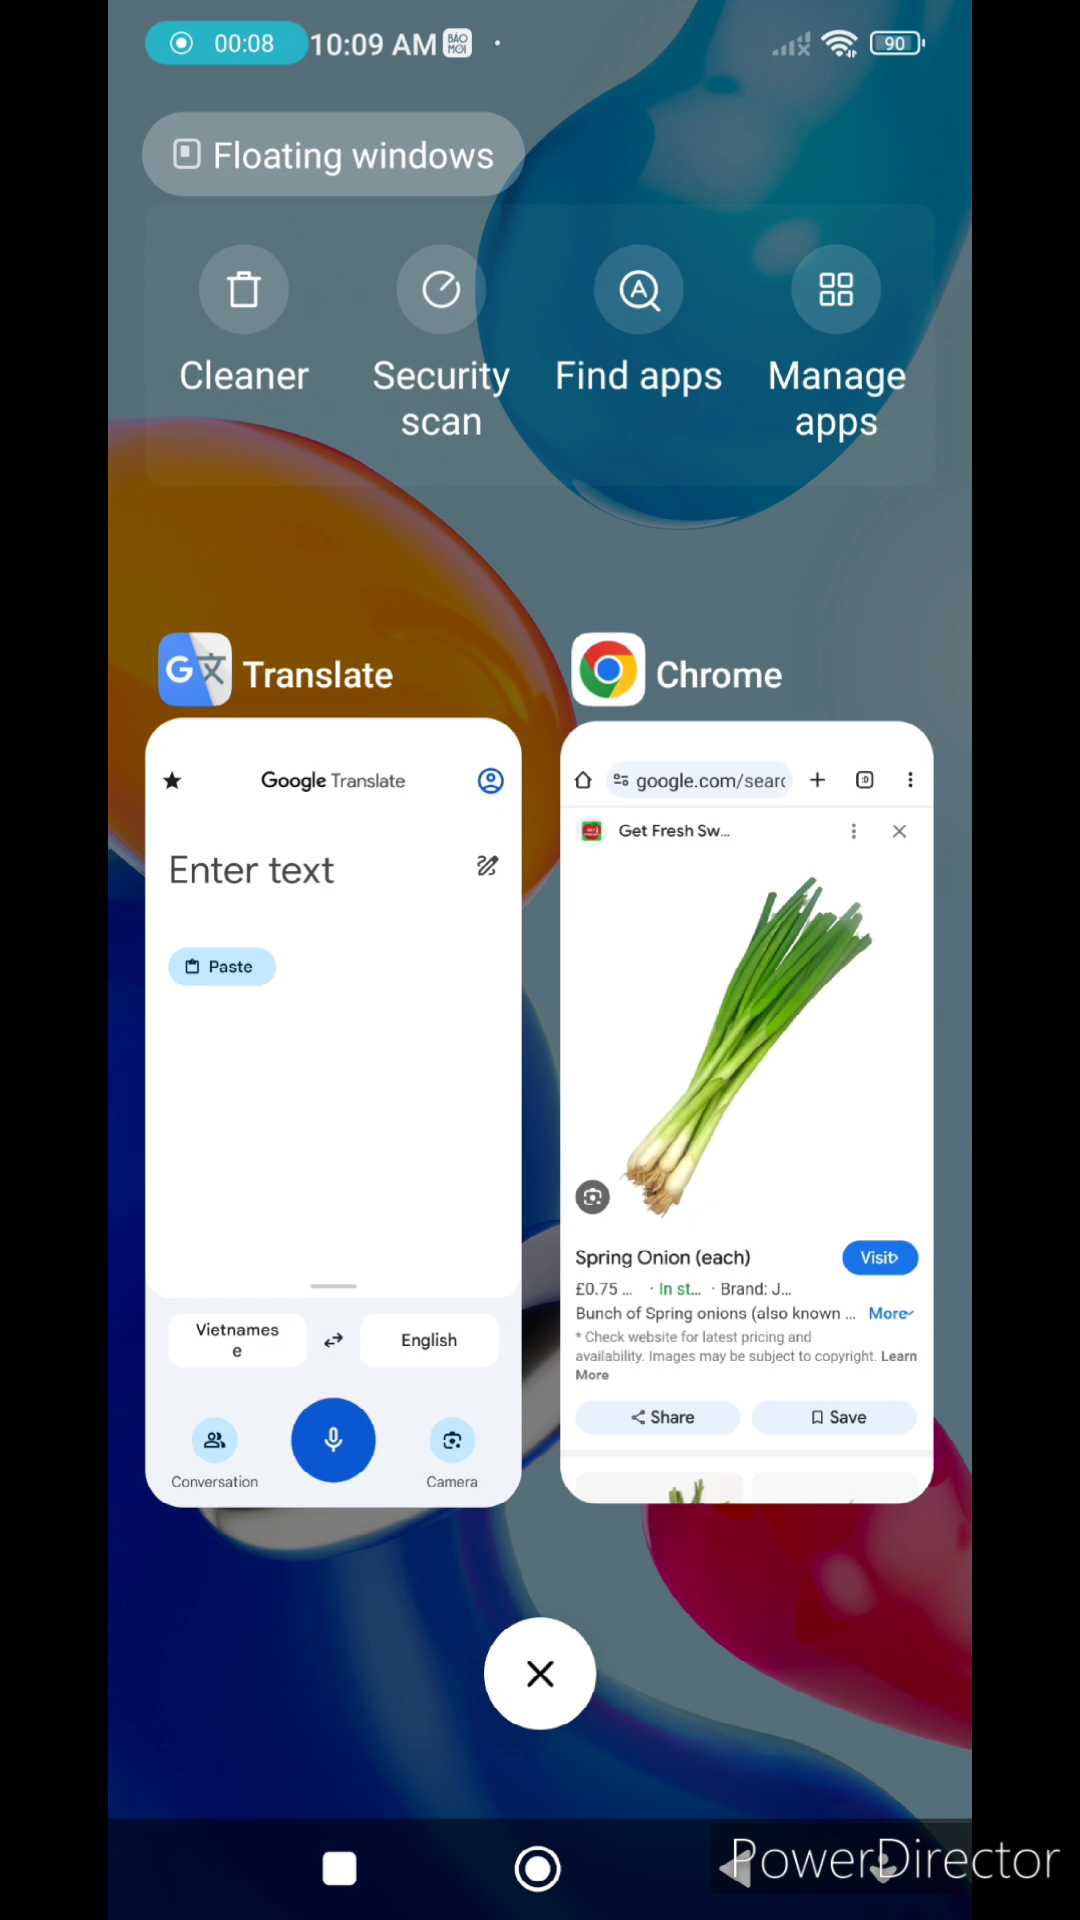 00:08 10:09 AM BÁO MỚI 90
Floating windows
Cleaner
Security scan
Find apps
Manage apps
Translate
Google Translate
Enter text
Paste
Vietnamese
English
Conversation
Camera
Chrome
google.com/searc
Get Fresh Sw...
Spring Onion (each)
Visit
£0.75 ... · In st... · Brand: J...
Bunch of Spring onions (also known ... More
* Check website for latest pricing and
availability. Images may be subject to copyright. Learn
More
Share
Save
PowerDirector